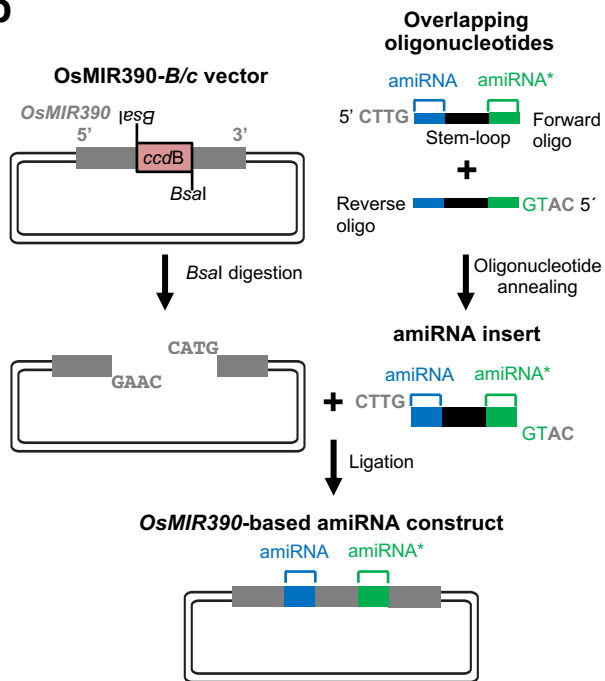 b
Overlapping
oligonucleotides
OsMIR390-B/c vector
OsMIR390
BsaI
5’
3’
ccdB
BsaI
amiRNA
amiRNA*
5’ CTTG
Forward
oligo
Stem-loop
+
Reverse
oligo
GTAC 5´
BsaI digestion
Oligonucleotide
annealing
amiRNA insert
CATG
GAAC
+
amiRNA
amiRNA*
CTTG
GTAC
Ligation
OsMIR390-based amiRNA construct
amiRNA
amiRNA*